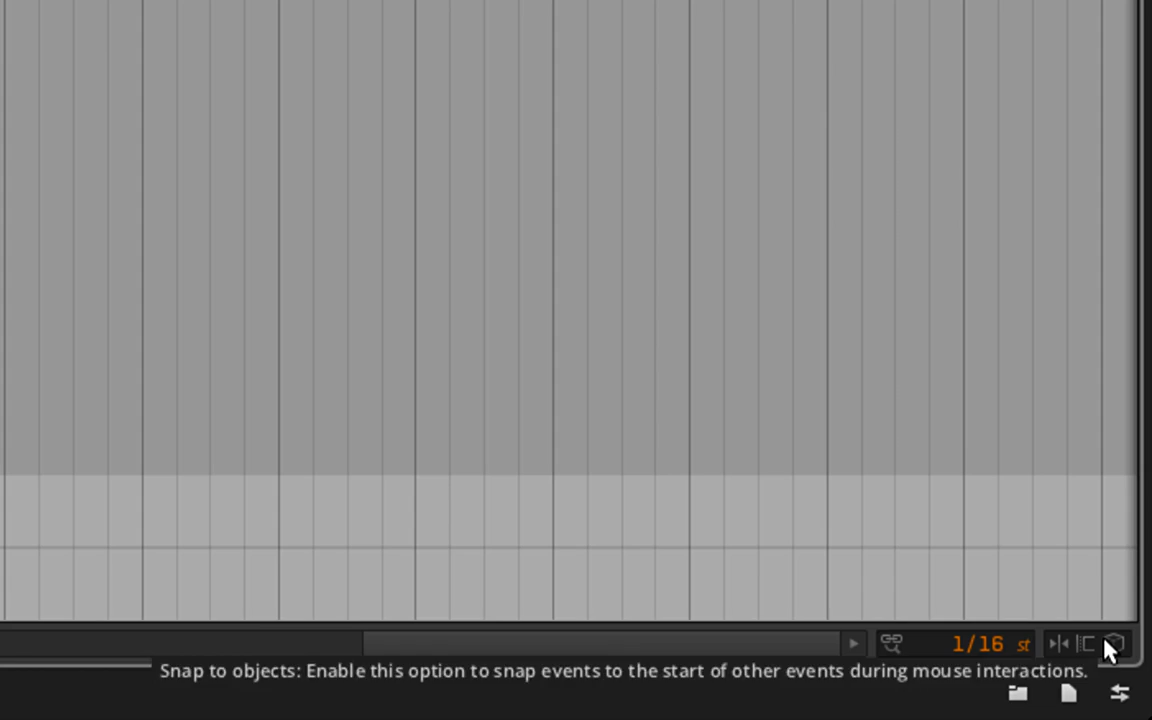 1/16 st
Snap to objects: Enable this option to snap events to the start of other events during mouse interactions.